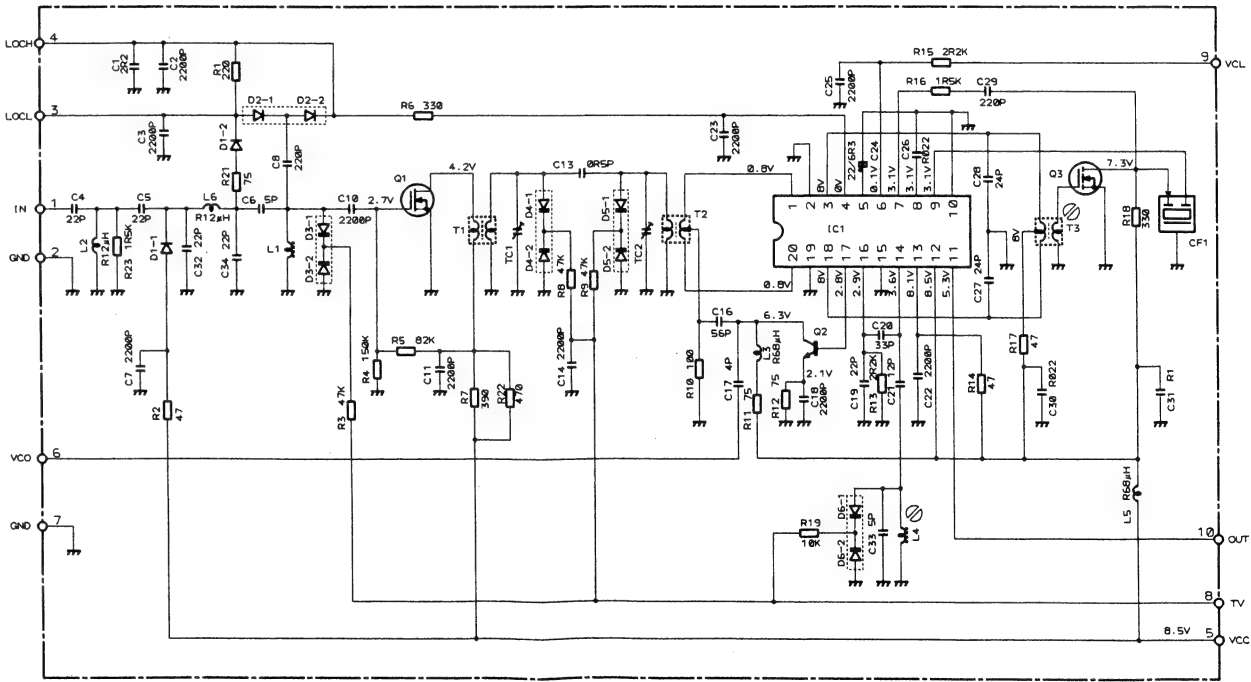 LOCH 4
C1 2R2
C2 2200P
R1 220
LOCL 3
C3 2200P
D2-1
D2-2
D1-2
R21 75
C8 220P
R6 330
C23 2200P
IN 1
C4 22P
L2 R12µH
R23 1R5K
C5 22P
D1-1
L6 R12µH
C32 22P
C34 22P
C6 5P
L1
D3-1
D3-2
C10 2200P
2.7V
Q1
4.2V
T1
TC1
C13 0R5P
D4-1
D4-2
R8 47K
R9 47K
D5-1
D5-2
TC2
T2
0.8V
0.8V
GND 2
C7 2200P
R2 47
R3 47K
R4 150K
R5 82K
C11 2200P
R7 390
R22 470
C14 2200P
R10 100
C16 56P
C17 4P
6.3V
L3 R68µH
R11 75
Q2
2.1V
R12 75
C18 2200P
C19 22P
R13 2R2K
C20 33P
C21 12P
C22 2200P
R14 47
C25 2200P
R15 2R2K
9 VCL
R16 1R5K
C29 220P
C24 22/6R3
C26 R022
8V
0V
0.1V
3.1V
3.1V
3.1V
1 2 3 4 5 6 7 8 9 10
IC1
20 19 18 17 16 15 14 13 12 11
8V
2.8V
2.9V
3.6V
8.1V
8.5V
5.3V
C28 24P
C27 24P
8V
T3
Q3
7.3V
R18 330
CF1
R17 47
C30 R022
C31 R1
VCO 6
L5 R68µH
GND 7
R19 10K
D6-1
D6-2
C33 5P
L4
10 OUT
8 TV
8.5V
5 VCC